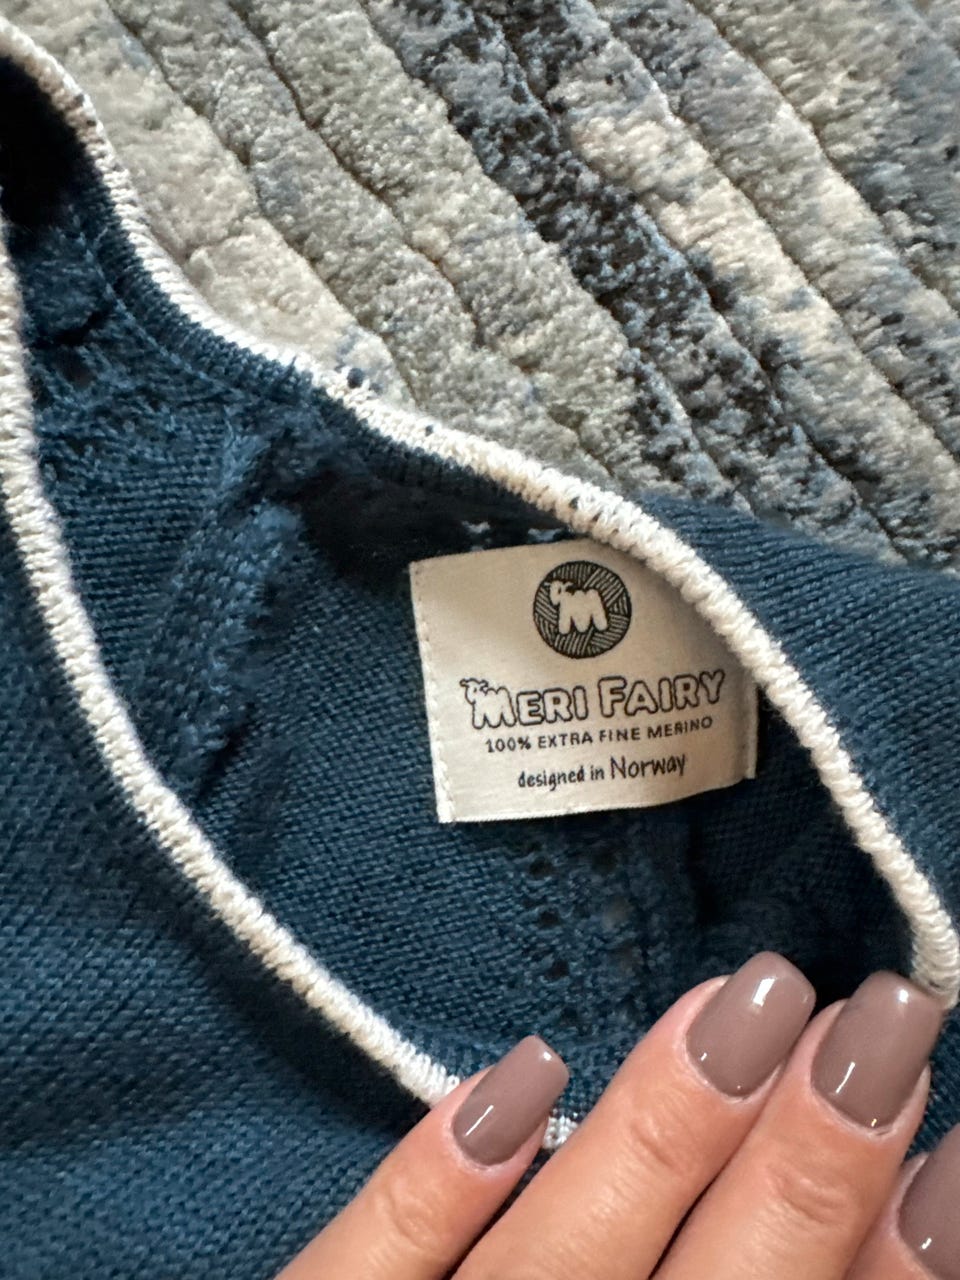 M
MERI FAIRY
100% EXTRA FINE MERINO
designed in Norway